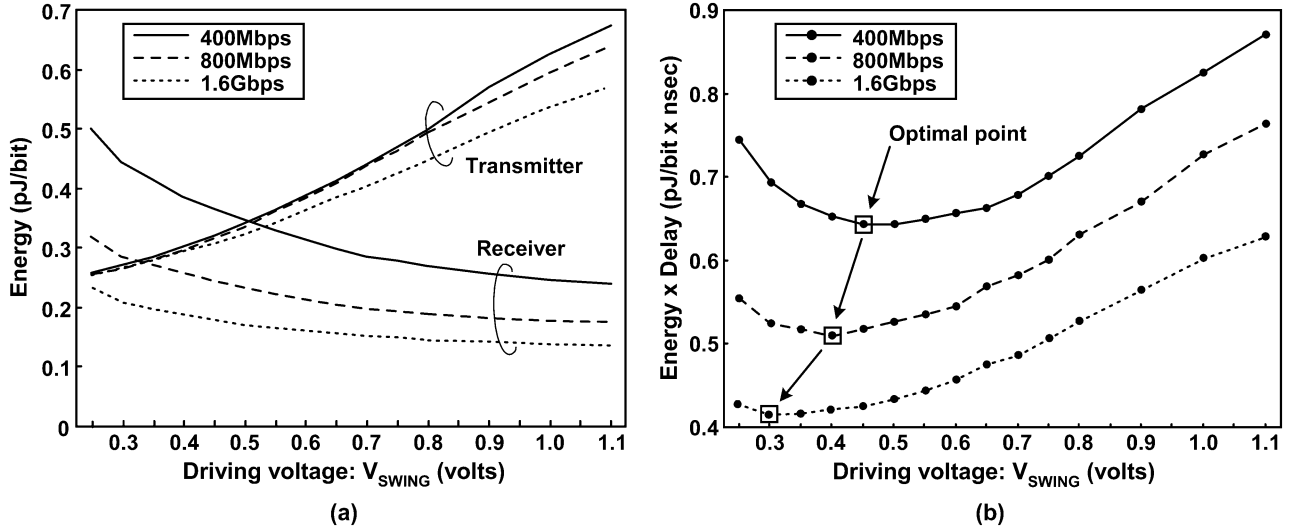 0.7
0.6
0.5
0.4
0.3
0.2
0.1
0
Energy (pJ/bit)
400Mbps
800Mbps
1.6Gbps
Transmitter
Receiver
0.3 0.4 0.5 0.6 0.7 0.8 0.9 1.0 1.1
Driving voltage: VSWING (volts)
(a)
0.9
0.8
0.7
0.6
0.5
0.4
Energy x Delay (pJ/bit x nsec)
400Mbps
800Mbps
1.6Gbps
Optimal point
0.3 0.4 0.5 0.6 0.7 0.8 0.9 1.0 1.1
Driving voltage: VSWING (volts)
(b)